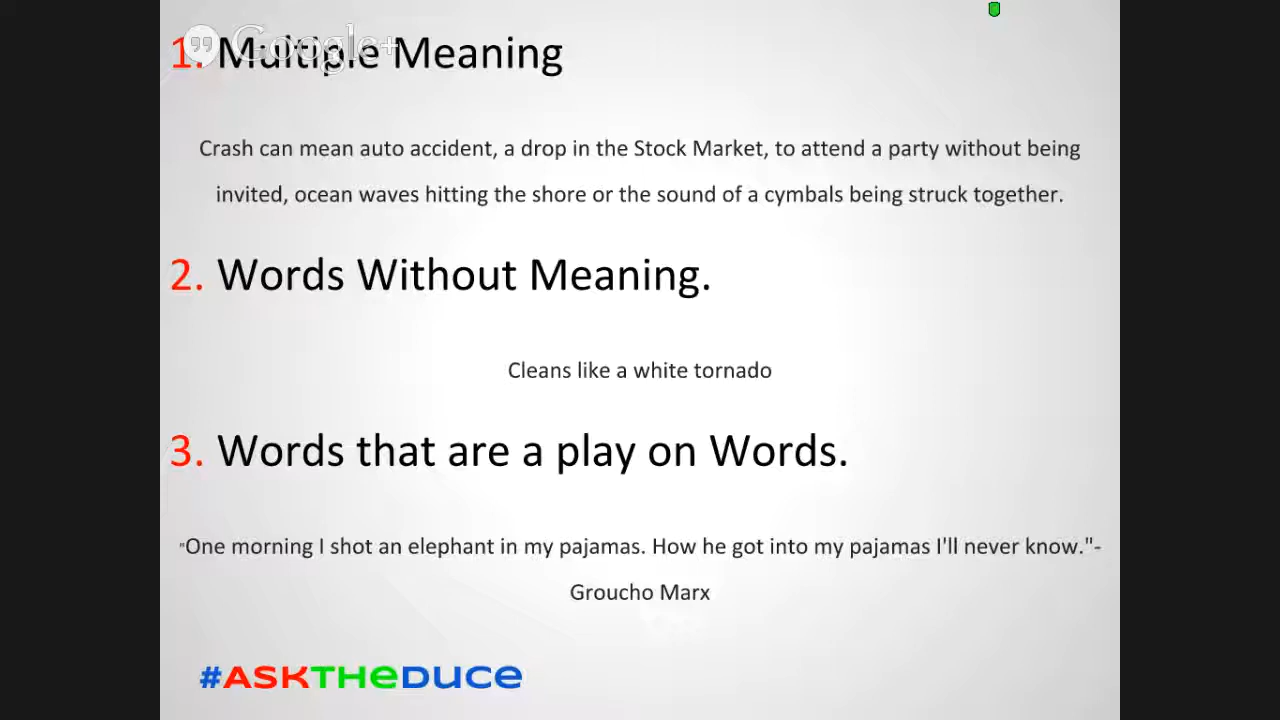 Google+
1. Multiple Meaning
Crash can mean auto accident, a drop in the Stock Market, to attend a party without being
invited, ocean waves hitting the shore or the sound of a cymbals being struck together.
2. Words Without Meaning.
Cleans like a white tornado
3. Words that are a play on Words.
"One morning I shot an elephant in my pajamas. How he got into my pajamas I'll never know."-
Groucho Marx
#ASKTHeDUCe